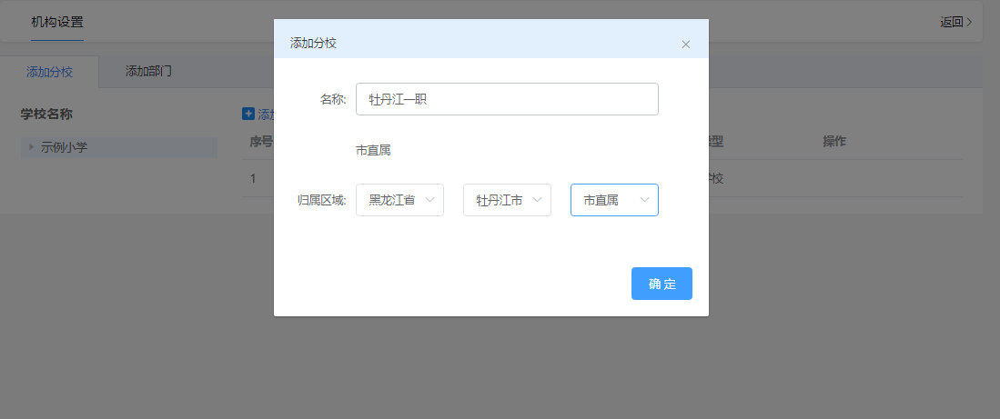 机构设置
返回
添加分校
添加部门
添加分校
学校名称
示例小学
添加
序号
型
操作
1
学校
名称:
牡丹江一职
市直属
归属区域:
黑龙江省
牡丹江市
市直属
确 定